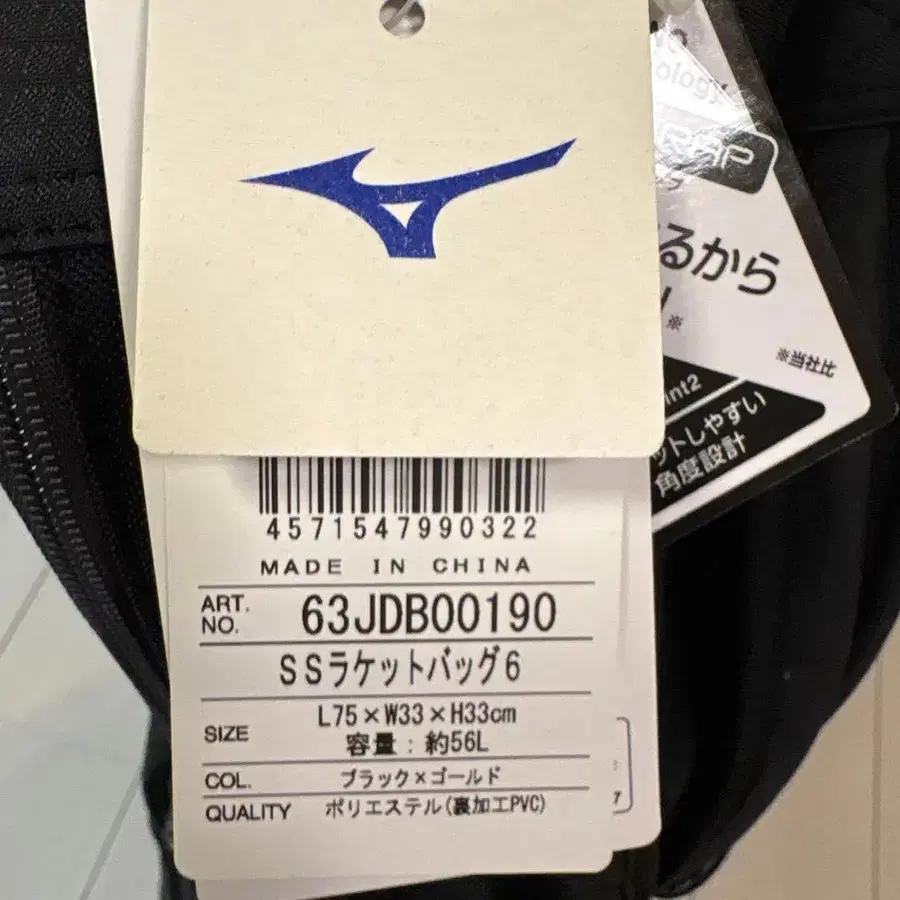 4571547990322
MADE IN CHINA
ART. NO. 63JDB00190
SSラケットバッグ6
SIZE L75×W33×H33cm
容量：約56L
COL. ブラック×ゴールド
QUALITY ポリエステル(裏加工PVC)
るから
※
※当社比
ットしやすい
角度設計
7